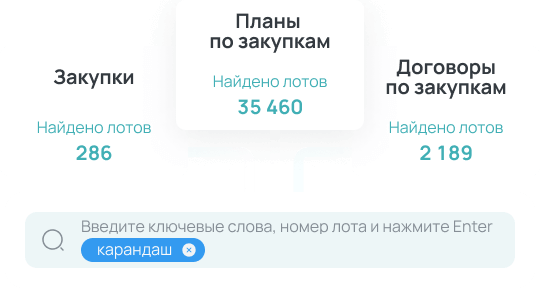 Закупки
Найдено лотов
286
Планы
по закупкам
Найдено лотов
35 460
Договоры
по закупкам
Найдено лотов
2 189
Введите ключевые слова, номер лота и нажмите Enter
карандаш